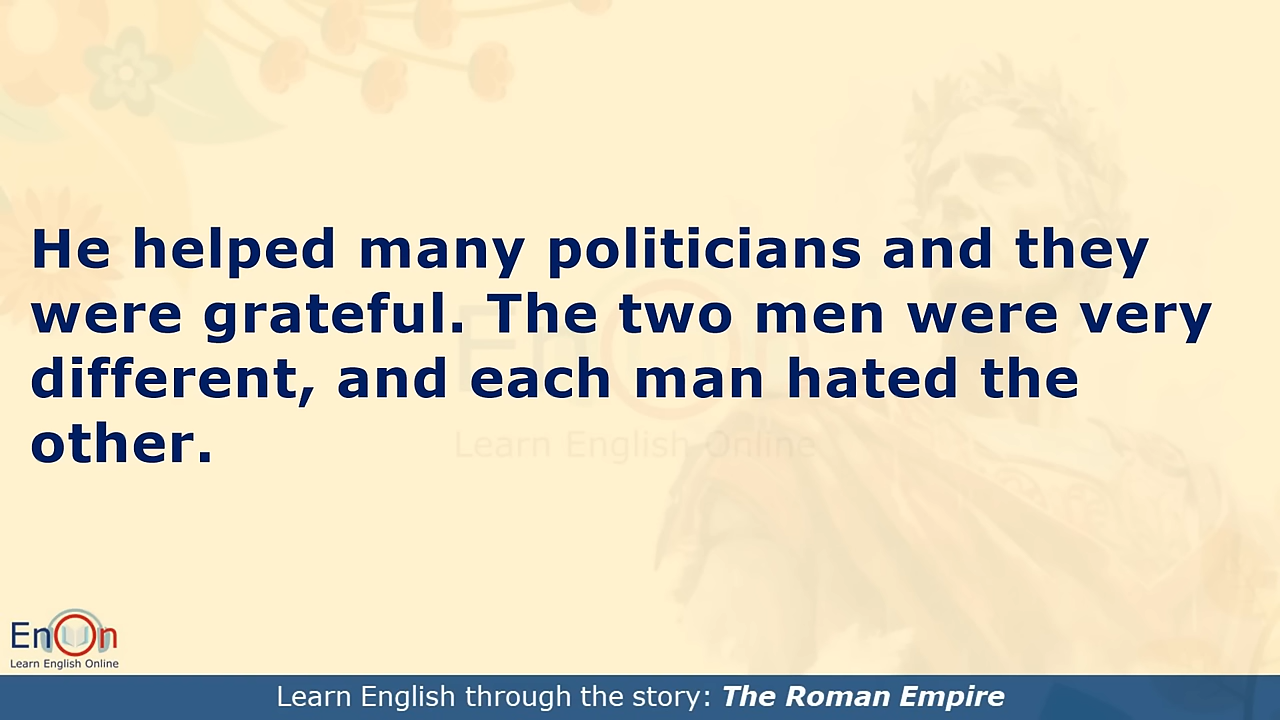 He helped many politicians and they
were grateful. The two men were very
different, and each man hated the
other.
EnOn
Learn English Online
EnOn
Learn English Online
Learn English through the story: The Roman Empire